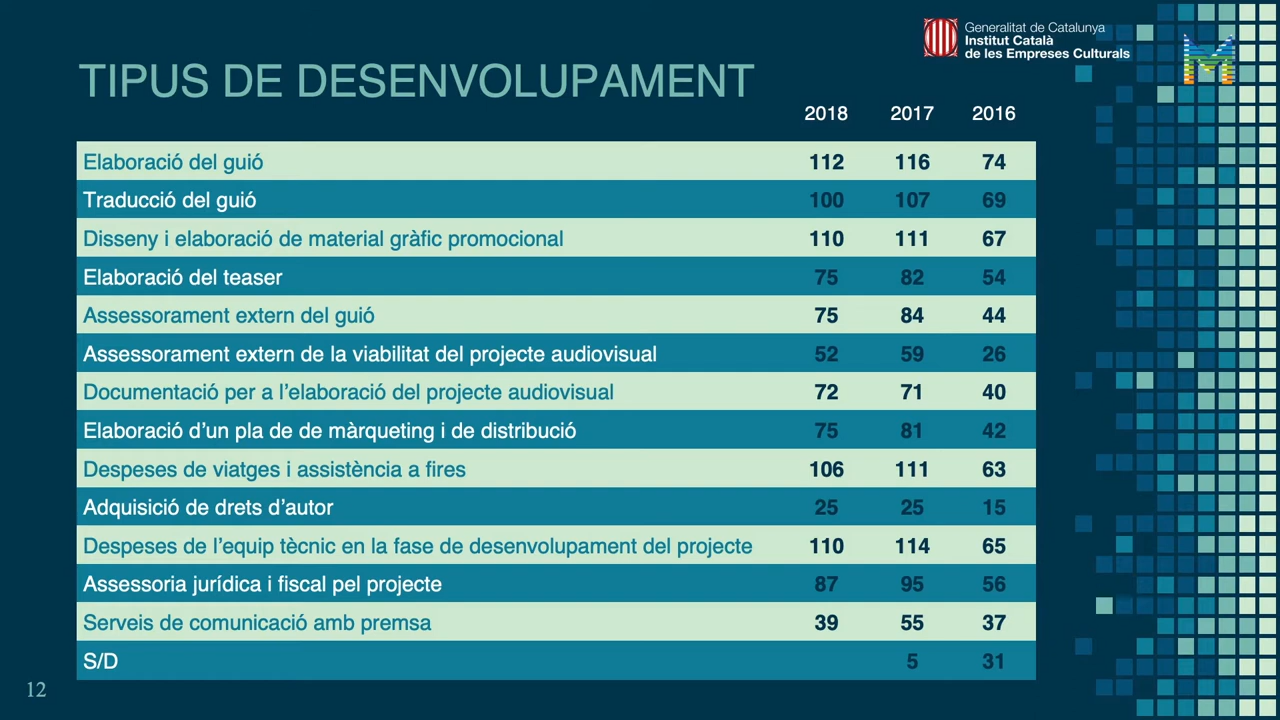 Generalitat de Catalunya
Institut Català
de les Empreses Culturals
TIPUS DE DESENVOLUPAMENT
2018 2017 2016
Elaboració del guió 112 116 74
Traducció del guió 100 107 69
Disseny i elaboració de material gràfic promocional 110 111 67
Elaboració del teaser 75 82 54
Assessorament extern del guió 75 84 44
Assessorament extern de la viabilitat del projecte audiovisual 52 59 26
Documentació per a l’elaboració del projecte audiovisual 72 71 40
Elaboració d’un pla de de màrqueting i de distribució 75 81 42
Despeses de viatges i assistència a fires 106 111 63
Adquisició de drets d’autor 25 25 15
Despeses de l’equip tècnic en la fase de desenvolupament del projecte 110 114 65
Assessoria jurídica i fiscal pel projecte 87 95 56
Serveis de comunicació amb premsa 39 55 37
S/D 5 31
12